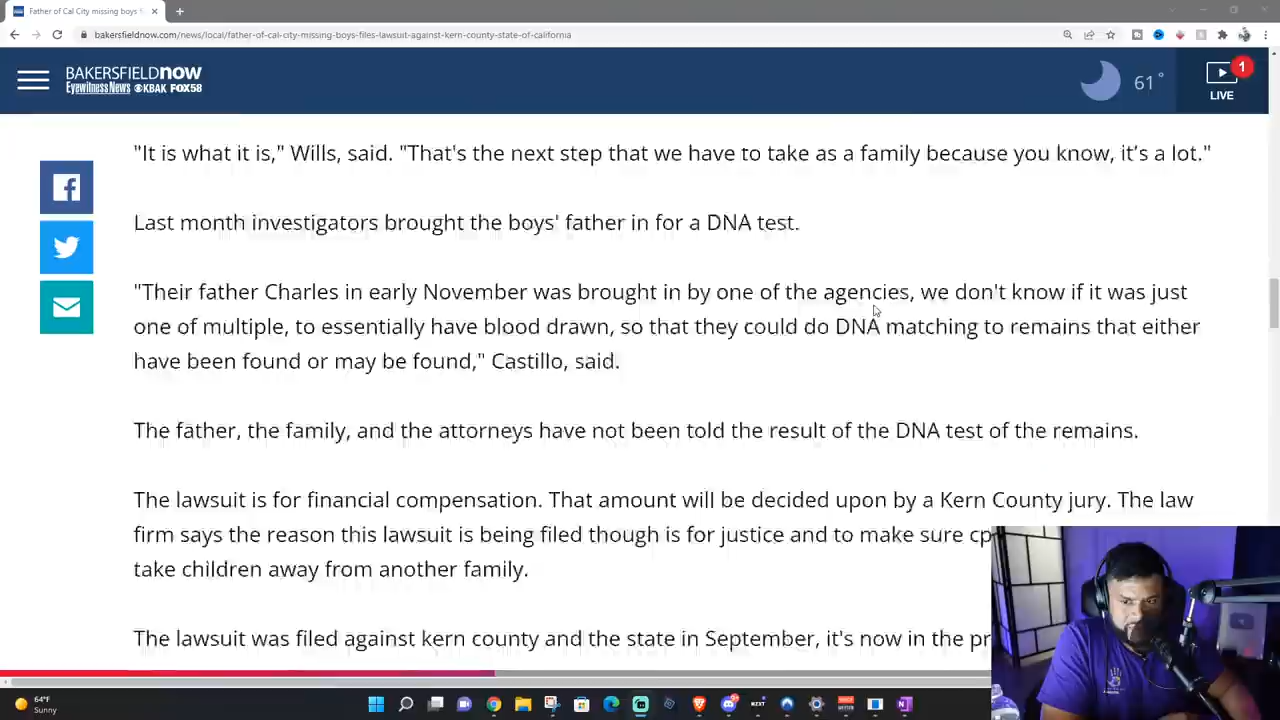 Father of Cal City missing boys f
bakersfieldnow.com/news/local/father-of-cal-city-missing-boys-files-lawsuit-against-kern-county-state-of-california
BAKERSFIELDnow
EyewitnessNews KBAK FOX58
61°
1
LIVE
"It is what it is," Wills, said. "That's the next step that we have to take as a family because you know, it’s a lot."
Last month investigators brought the boys' father in for a DNA test.
"Their father Charles in early November was brought in by one of the agencies, we don't know if it was just
one of multiple, to essentially have blood drawn, so that they could do DNA matching to remains that either
have been found or may be found," Castillo, said.
The father, the family, and the attorneys have not been told the result of the DNA test of the remains.
The lawsuit is for financial compensation. That amount will be decided upon by a Kern County jury. The law
firm says the reason this lawsuit is being filed though is for justice and to make sure
take children away from another family.
The lawsuit was filed against kern county and the state in September, it's now in the
64°F
Sunny